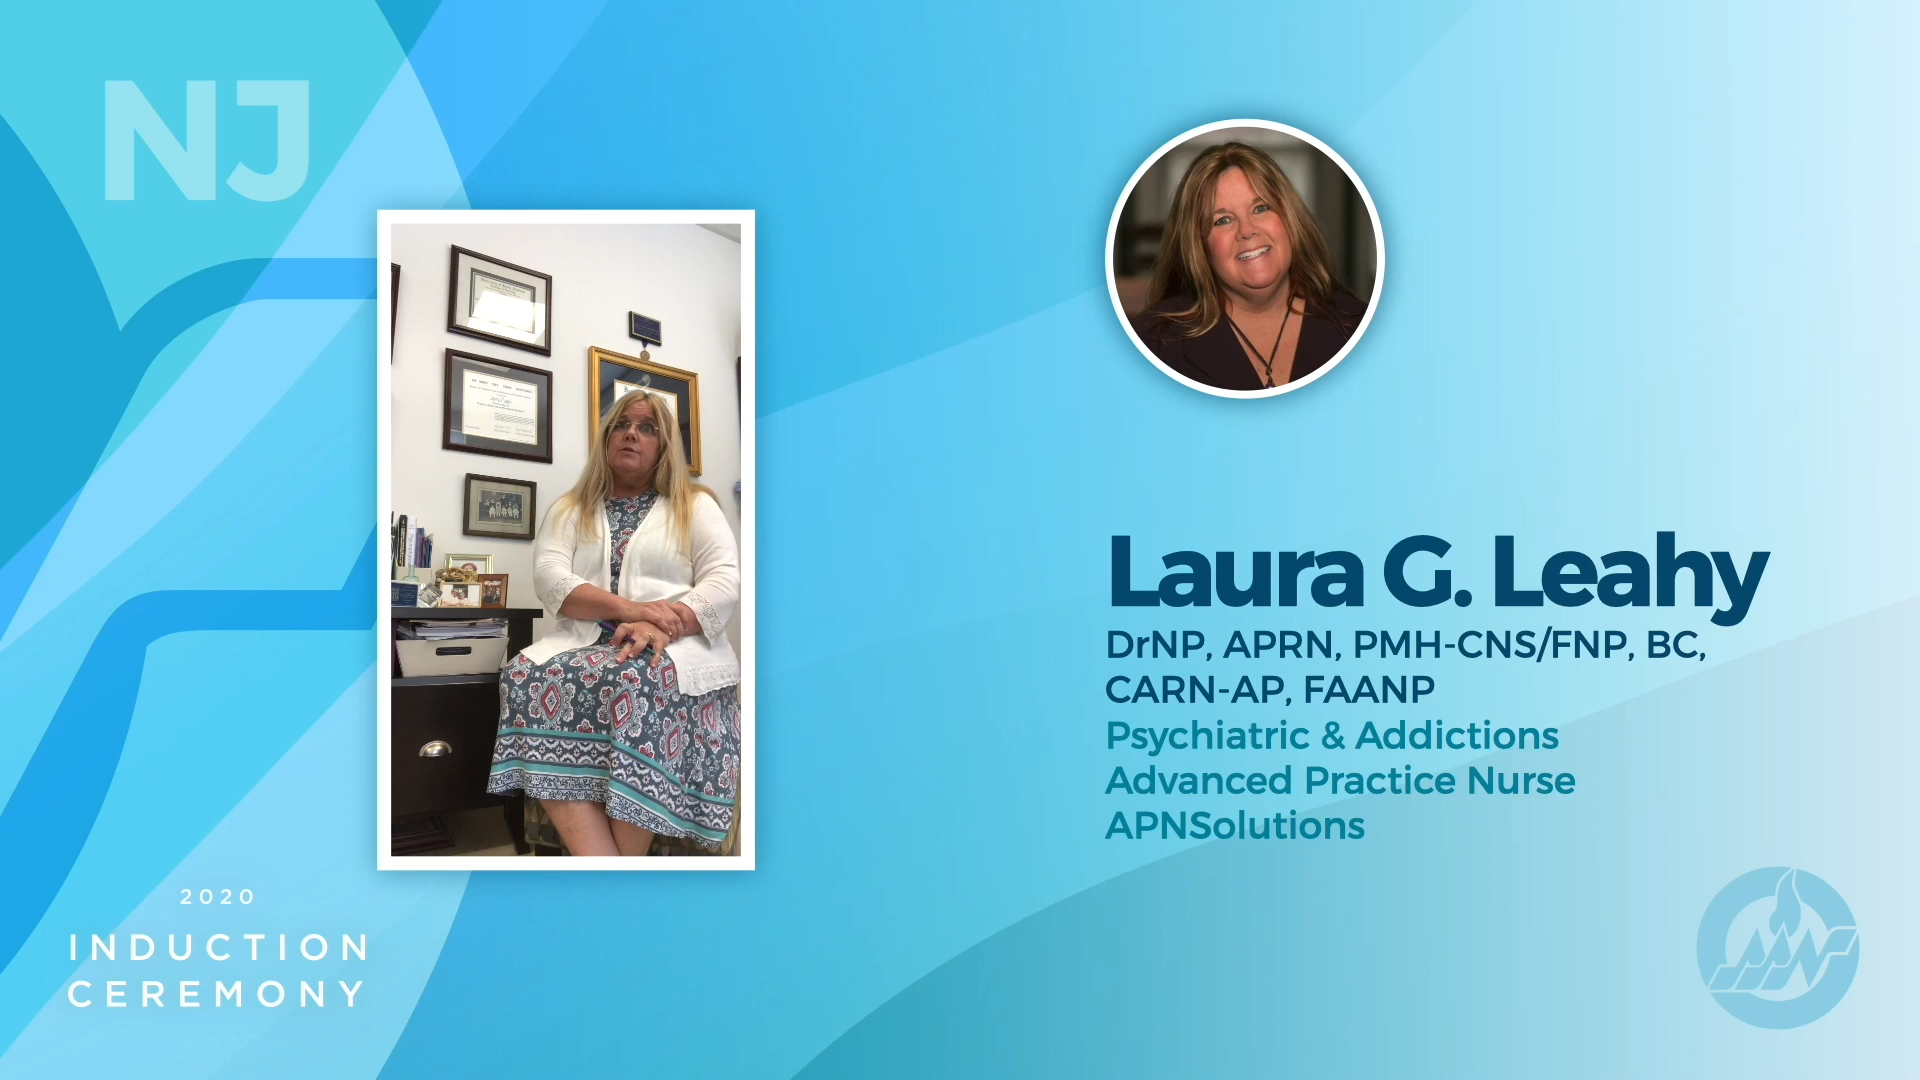 NJ
2020
INDUCTION
CEREMONY
Laura G. Leahy
DrNP, APRN, PMH-CNS/FNP, BC,
CARN-AP, FAANP
Psychiatric & Addictions
Advanced Practice Nurse
APNSolutions